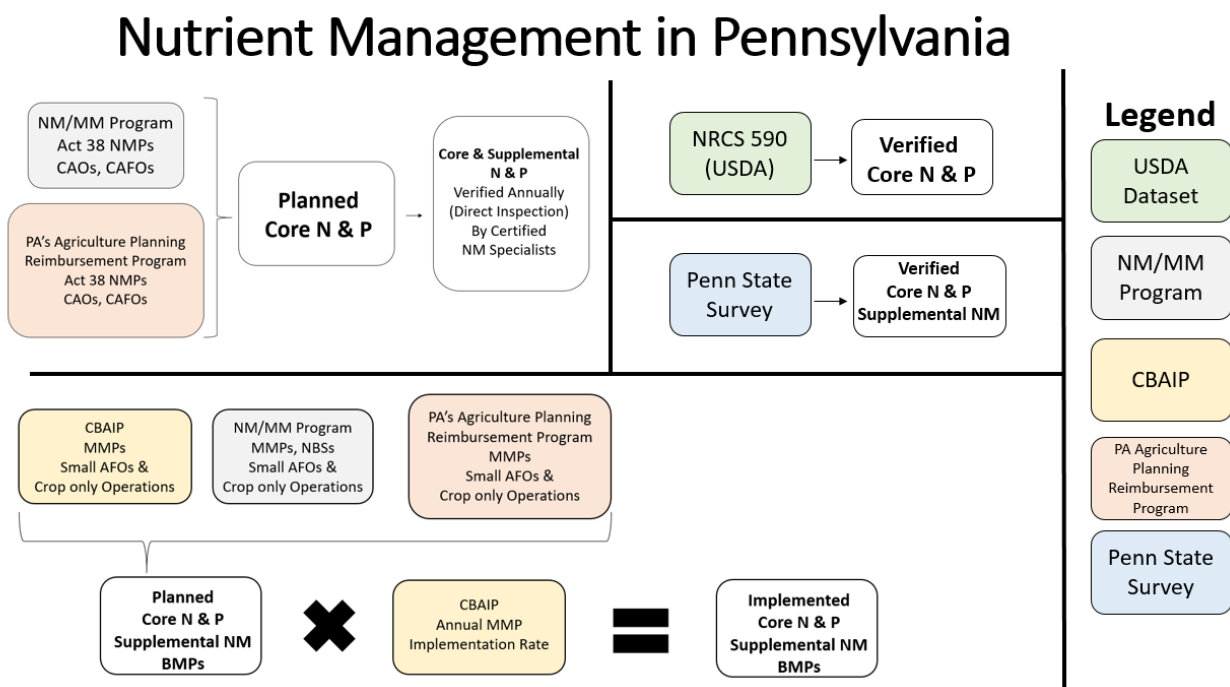 Nutrient Management in Pennsylvania
NM/MM Program
Act 38 NMPs
CAOs, CAFOs
PA's Agriculture Planning
Reimbursement Program
Act 38 NMPs
CAOs, CAFOs
Planned
Core N & P
Core & Supplemental
N & P
Verified Annually
(Direct Inspection)
By Certified
NM Specialists
NRCS 590
(USDA)
Verified
Core N & P
Penn State
Survey
Verified
Core N & P
Supplemental NM
CBAIP
MMPs
Small AFOs &
Crop only Operations
NM/MM Program
MMPs, NBSs
Small AFOs &
Crop only Operations
PA's Agriculture Planning
Reimbursement Program
MMPs
Small AFOs &
Crop only Operations
Planned
Core N & P
Supplemental NM
BMPs
CBAIP
Annual MMP
Implementation Rate
Implemented
Core N & P
Supplemental NM
BMPs
Legend
USDA
Dataset
NM/MM
Program
CBAIP
PA Agriculture
Planning
Reimbursement
Program
Penn State
Survey